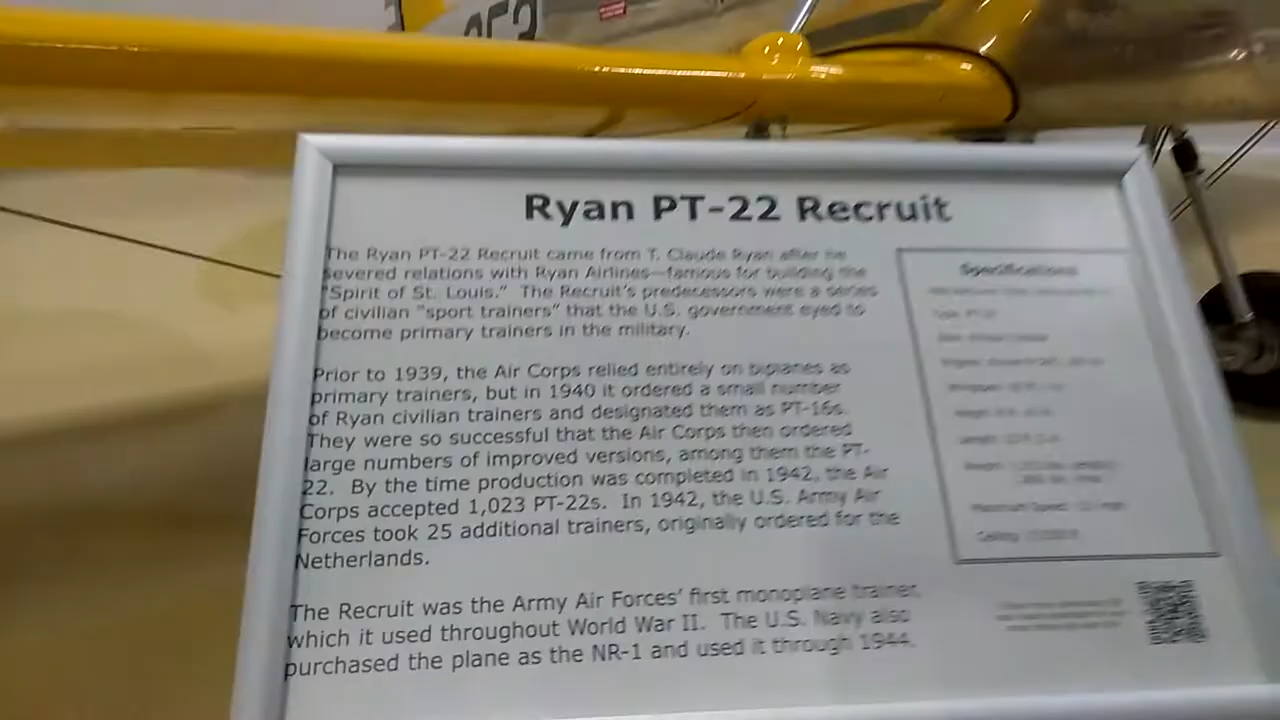 Ryan PT-22 Recruit
The Ryan PT-22 Recruit came from T. Claude Ryan after he
severed relations with Ryan Airlines—famous for building the
"Spirit of St. Louis." The Recruit's predecessors were a series
of civilian "sport trainers" that the U.S. government eyed to
become primary trainers in the military.
Prior to 1939, the Air Corps relied entirely on biplanes as
primary trainers, but in 1940 it ordered a small number
of Ryan civilian trainers and designated them as PT-16s.
They were so successful that the Air Corps then ordered
large numbers of improved versions, among them the PT-
22. By the time production was completed in 1942, the Air
Corps accepted 1,023 PT-22s. In 1942, the U.S. Army Air
Forces took 25 additional trainers, originally ordered for the
Netherlands.
The Recruit was the Army Air Forces' first monoplane trainer,
which it used throughout World War II. The U.S. Navy also
purchased the plane as the NR-1 and used it through 1944.
Specifications
Maximum Speed:
Ceiling: